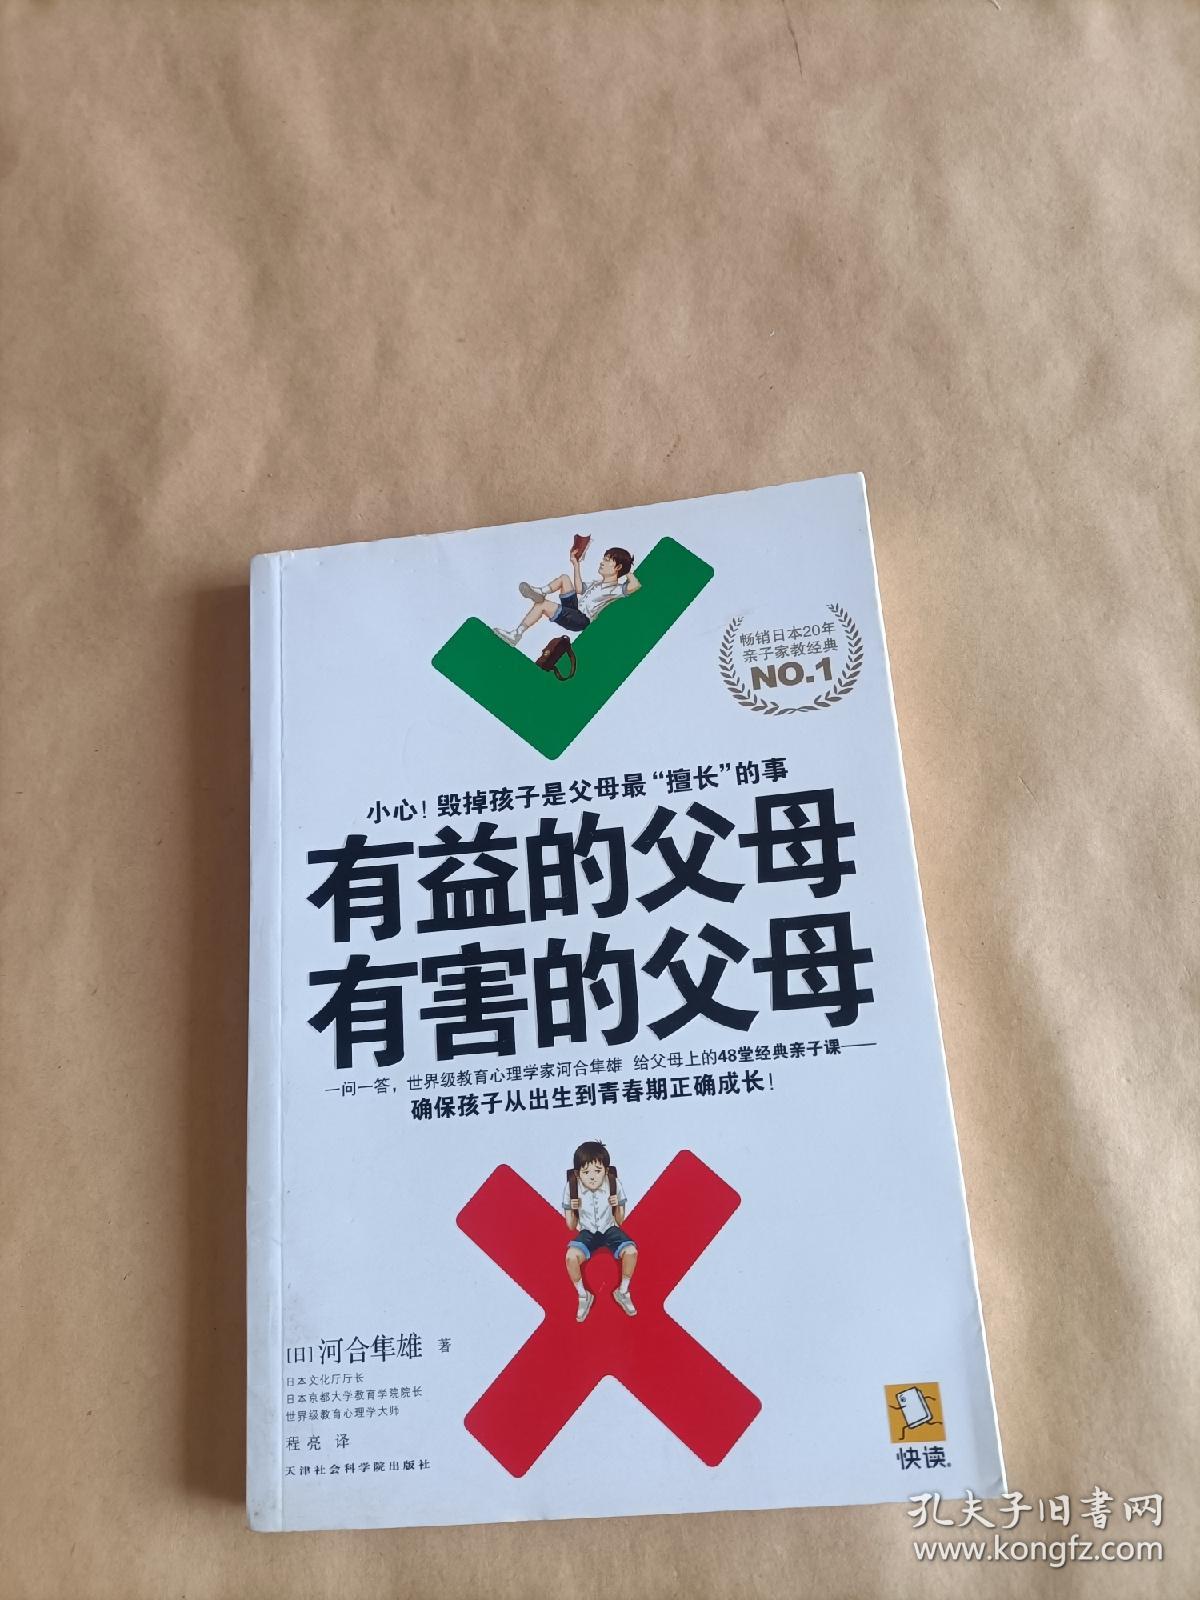 畅销日本20年
亲子家教经典
NO.1
小心！毁掉孩子是父母最“擅长”的事
有益的父母
有害的父母
一问一答，世界级教育心理学家河合隼雄 给父母上的48堂经典亲子课——
确保孩子从出生到青春期正确成长！
[日]河合隼雄 著
日本文化厅厅长
日本京都大学教育学院院长
世界级教育心理学大师
程亮 译
天津社会科学院出版社
快读®
孔夫子旧书网
www.kongfz.com